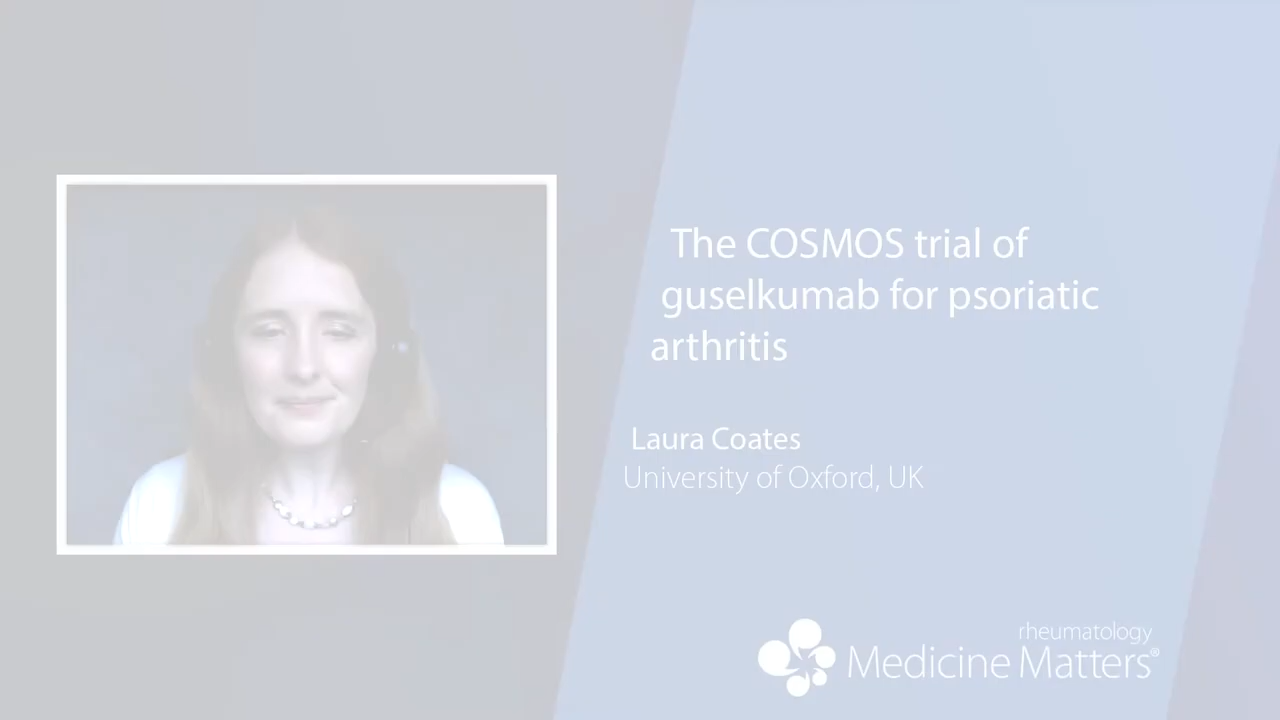 The COSMOS trial of
guselkumab for psoriatic
arthritis
Laura Coates
University of Oxford, UK
rheumatology
Medicine Matters®